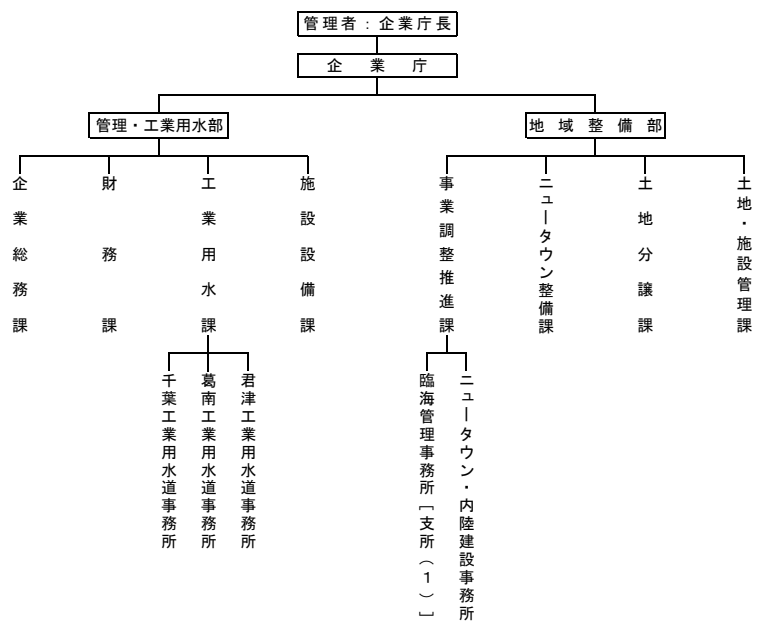 管理者：企業庁長
企業庁
管理・工業用水部
地域整備部
企業総務課
財務課
工業用水課
施設設備課
事業調整推進課
ニュータウン整備課
土地分譲課
土地・施設管理課
千葉工業用水道事務所
葛南工業用水道事務所
君津工業用水道事務所
臨海管理事務所［支所（１）］
ニュータウン・内陸建設事務所